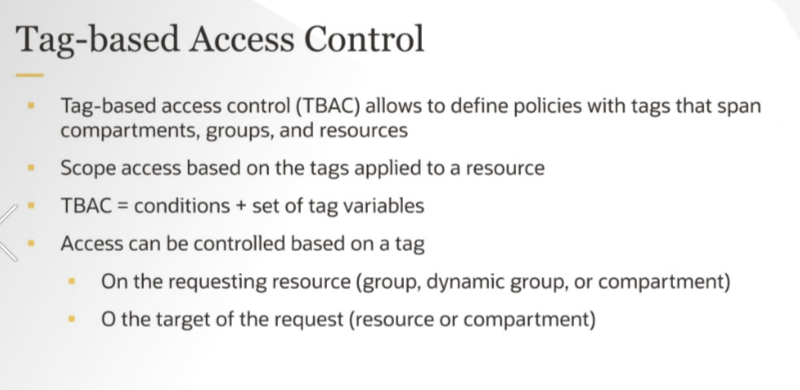 Tag-based Access Control
Tag-based access control (TBAC) allows to define policies with tags that span
compartments, groups, and resources
Scope access based on the tags applied to a resource
TBAC = conditions + set of tag variables
Access can be controlled based on a tag
On the requesting resource (group, dynamic group, or compartment)
O the target of the request (resource or compartment)